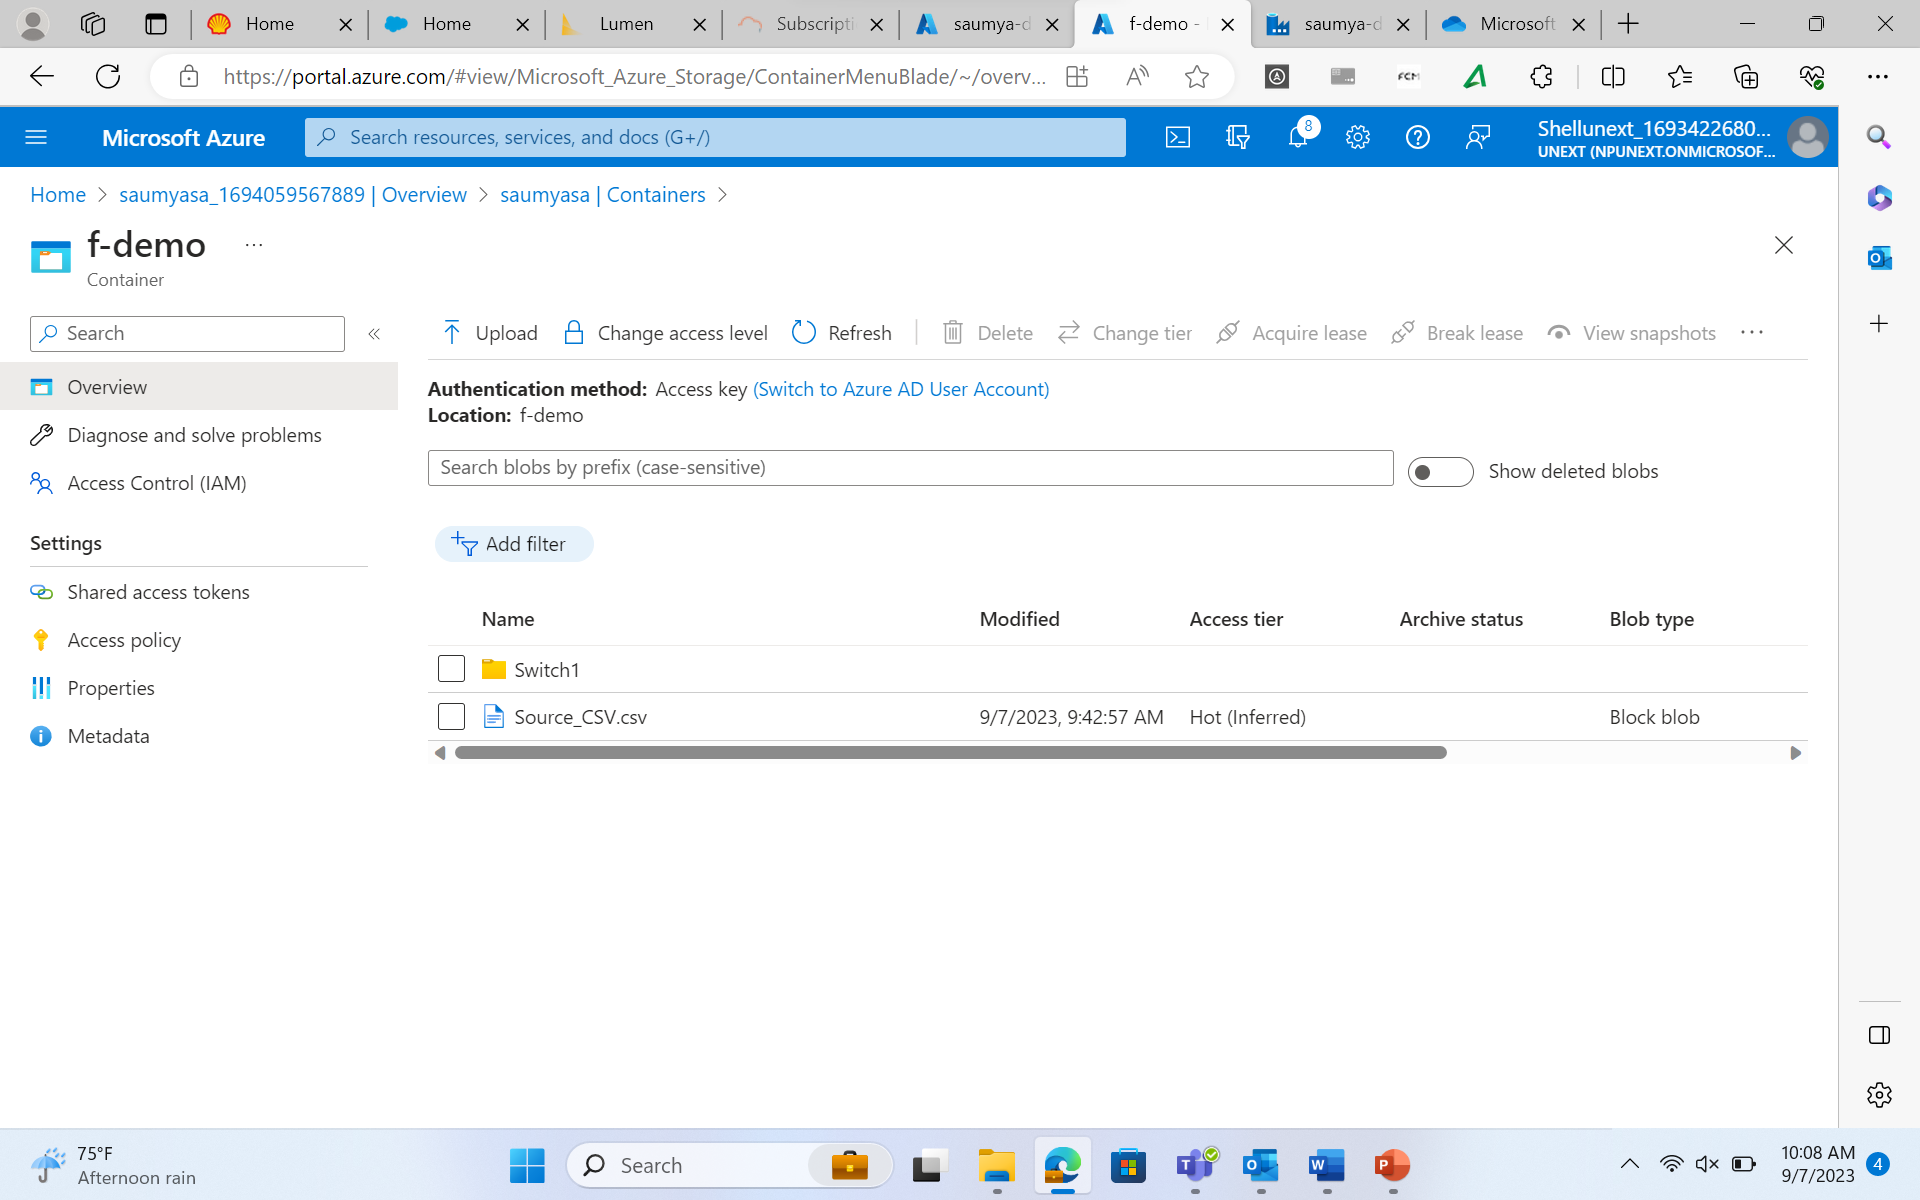 Home
Home
Lumen
Subscripti
saumya-d
f-demo -
saumya-d
Microsoft
https://portal.azure.com/#view/Microsoft_Azure_Storage/ContainerMenuBlade/~/overv...
FCM
Microsoft Azure
Search resources, services, and docs (G+/)
8
Shellunext_1693422680...
UNEXT (NPUNEXT.ONMICROSOF...
Home > saumyasa_1694059567889 | Overview > saumyasa | Containers >
f-demo ...
Container
Search
«
Upload
Change access level
Refresh
Delete
Change tier
Acquire lease
Break lease
View snapshots
...
Overview
Diagnose and solve problems
Access Control (IAM)
Settings
Shared access tokens
Access policy
Properties
Metadata
Authentication method: Access key (Switch to Azure AD User Account)
Location: f-demo
Search blobs by prefix (case-sensitive)
Show deleted blobs
Add filter
Name Modified Access tier Archive status Blob type
Switch1
Source_CSV.csv 9/7/2023, 9:42:57 AM Hot (Inferred) Block blob
75°F
Afternoon rain
Search
10:08 AM
9/7/2023
4